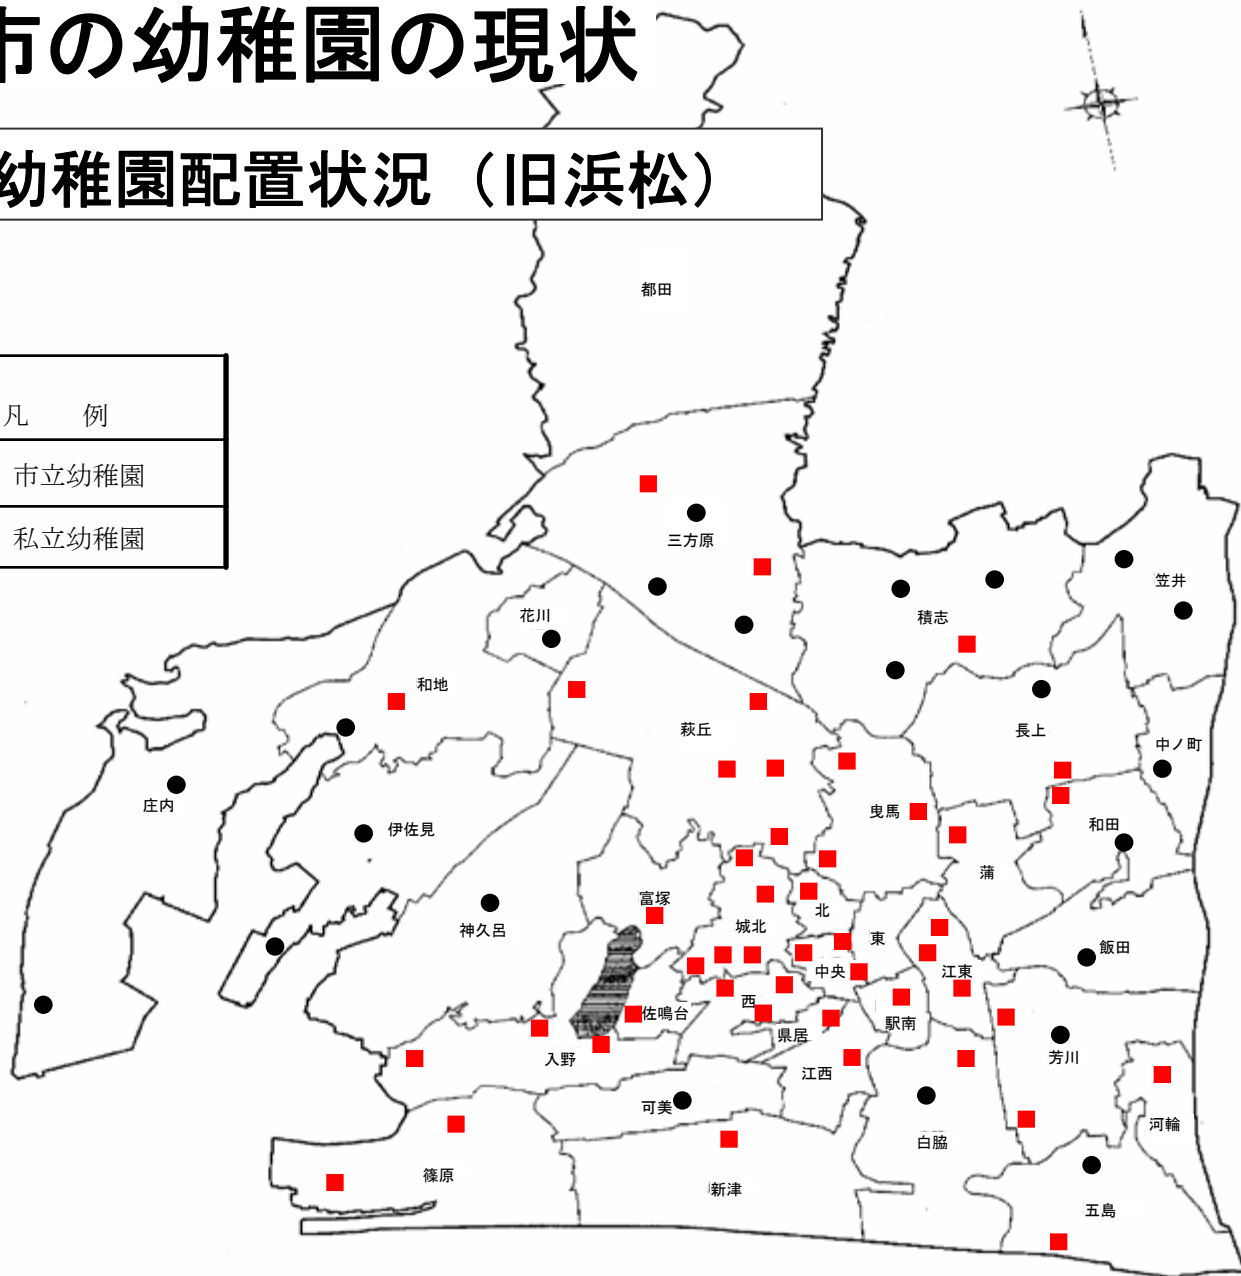 市の幼稚園の現状
幼稚園配置状況（旧浜松）
都田
凡　例
市立幼稚園
私立幼稚園
三方原
笠井
花川
積志
和地
萩丘
長上
中ノ町
庄内
曳馬
伊佐見
和田
蒲
富塚
北
城北
神久呂
東
飯田
中央
江東
西
佐鳴台
駅南
県居
入野
芳川
江西
可美
河輪
白脇
篠原
新津
五島